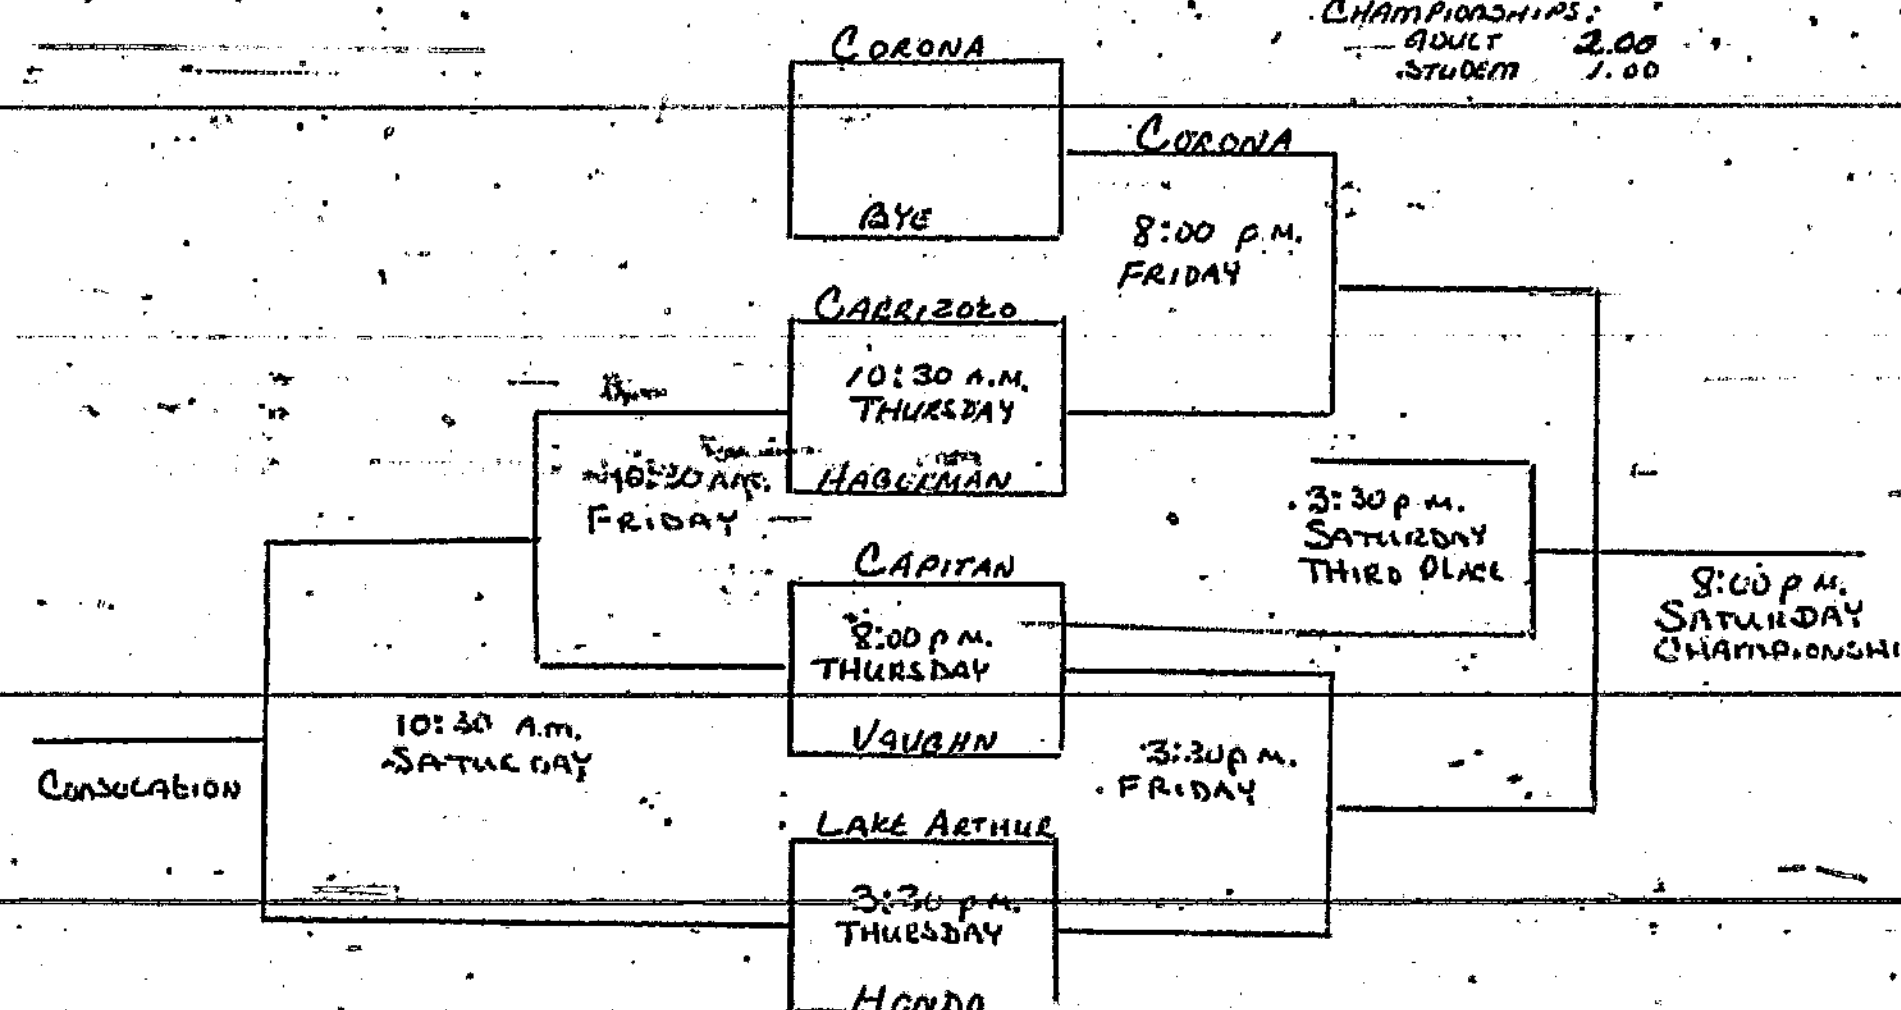 CHAMPIONSHIPS:
ADULT 2.00
STUDENT 1.00
CORONA
BYE
CORONA
8:00 P.M.
FRIDAY
CARRIZOZO
10:30 A.M.
THURSDAY
HAGERMAN
10:30 A.M.
FRIDAY
CAPITAN
8:00 P.M.
THURSDAY
VAUGHN
3:30 P.M.
SATURDAY
THIRD PLACE
8:00 P.M.
SATURDAY
CHAMPIONSHI
10:30 A.M.
SATURDAY
CONSOLATION
3:30 P.M.
FRIDAY
LAKE ARTHUR
3:30 P.M.
THURSDAY
HONDO